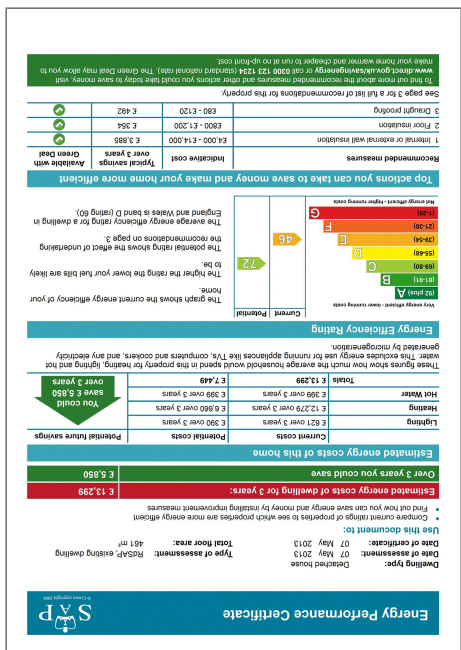 Energy Performance Certificate
SAP
© Crown copyright 2009
Dwelling type: Detached house
Date of assessment: 07 May 2013
Date of certificate: 07 May 2013
Type of assessment: RdSAP, existing dwelling
Total floor area: 461 m²
Use this document to:
• Compare current ratings of properties to see which properties are more energy efficient
• Find out how you can save energy and money by installing improvement measures
Estimated energy costs of dwelling for 3 years: £ 13,299
Over 3 years you could save £ 5,850
Estimated energy costs of this home
Current costs Potential costs Potential future savings
Lighting £ 621 over 3 years £ 390 over 3 years
Heating £ 12,279 over 3 years £ 6,660 over 3 years
Hot Water £ 399 over 3 years £ 399 over 3 years
Totals £ 13,299 £ 7,449
You could
save £ 5,850
over 3 years
These figures show how much the average household would spend in this property for heating, lighting and hot
water. This excludes energy use for running appliances like TVs, computers and cookers, and any electricity
generated by microgeneration.
Energy Efficiency Rating
Current Potential
Very energy efficient - lower running costs
(92 plus) A
(81-91) B
(69-80) C
(55-68) D
(39-54) E
(21-38) F
(1-20) G
Not energy efficient - higher running costs
46
72
The graph shows the current energy efficiency of your
home.
The higher the rating the lower your fuel bills are likely
to be.
The potential rating shows the effect of undertaking
the recommendations on page 3.
The average energy efficiency rating for a dwelling in
England and Wales is band D (rating 60).
Top actions you can take to save money and make your home more efficient
Recommended measures Indicative cost Typical savings
over 3 years Available with
Green Deal
1 Internal or external wall insulation £4,000 - £14,000 £ 3,885
2 Floor insulation £800 - £1,200 £ 354
3 Draught proofing £80 - £120 £ 492
See page 3 for a full list of recommendations for this property.
To find out more about the recommended measures and other actions you could take today to save money, visit
www.direct.gov.uk/savingenergy or call 0300 123 1234 (standard national rate). The Green Deal may allow you to
make your home warmer and cheaper to run at no up-front cost.